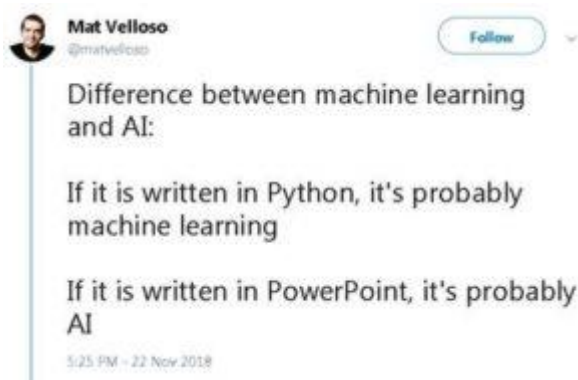 Mat Velloso
@matvelloso
Follow
Difference between machine learning
and AI:
If it is written in Python, it's probably
machine learning
If it is written in PowerPoint, it's probably
AI
5:25 PM - 22 Nov 2018